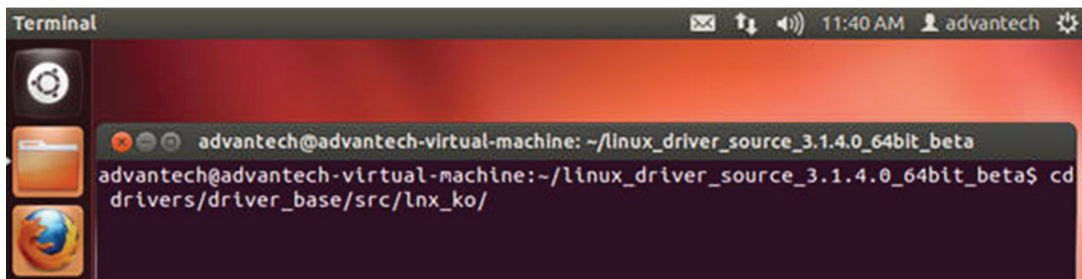 Terminal
11:40 AM advantech
advantech@advantech-virtual-machine: ~/linux_driver_source_3.1.4.0_64bit_beta
advantech@advantech-virtual-machine:~/linux_driver_source_3.1.4.0_64bit_beta$ cd
drivers/driver_base/src/lnx_ko/